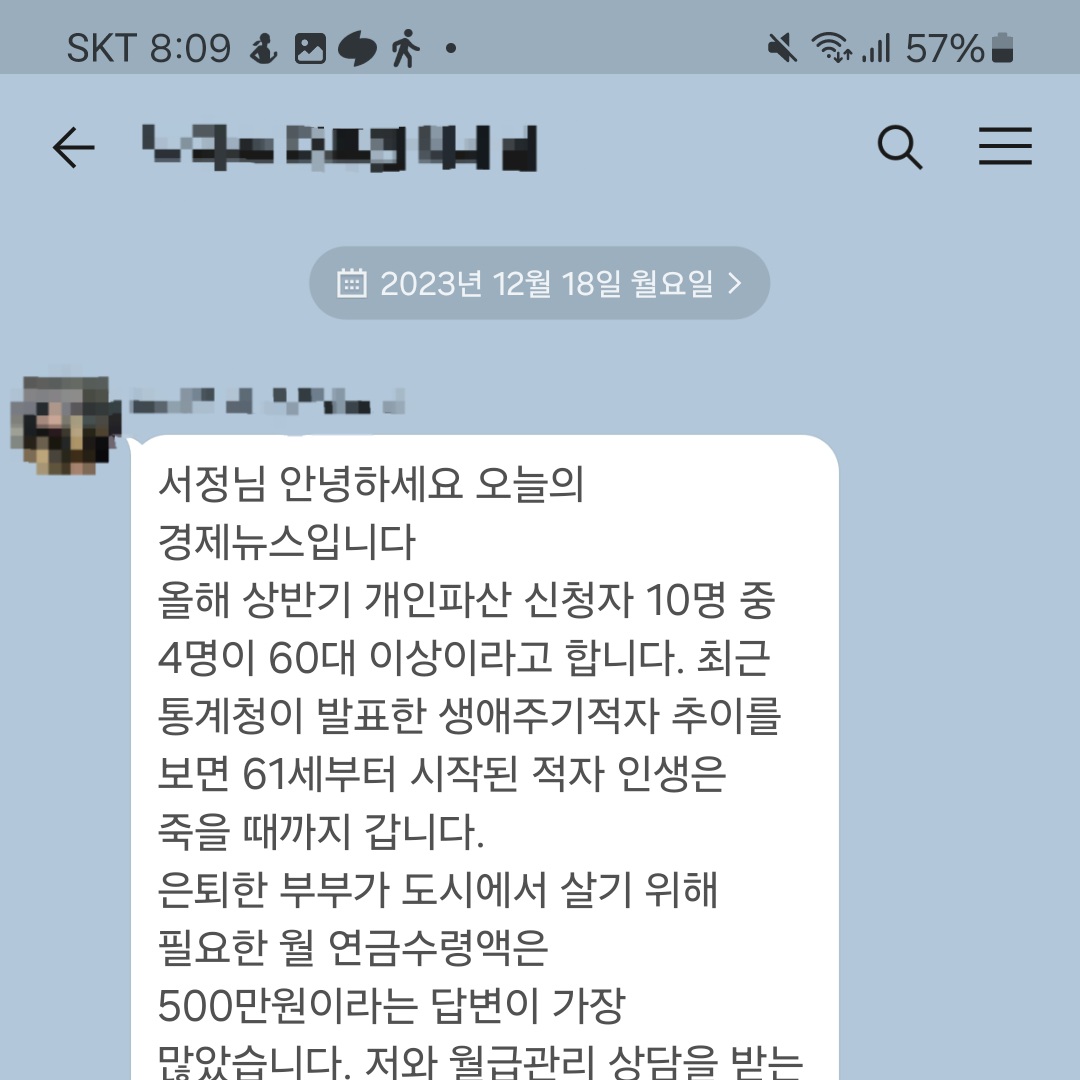 SKT 8:09
57%
2023년 12월 18일 월요일
서정님 안녕하세요 오늘의
경제뉴스입니다
올해 상반기 개인파산 신청자 10명 중
4명이 60대 이상이라고 합니다. 최근
통계청이 발표한 생애주기적자 추이를
보면 61세부터 시작된 적자 인생은
죽을 때까지 갑니다.
은퇴한 부부가 도시에서 살기 위해
필요한 월 연금수령액은
500만원이라는 답변이 가장
많았습니다. 저와 월급관리 상담을 받는